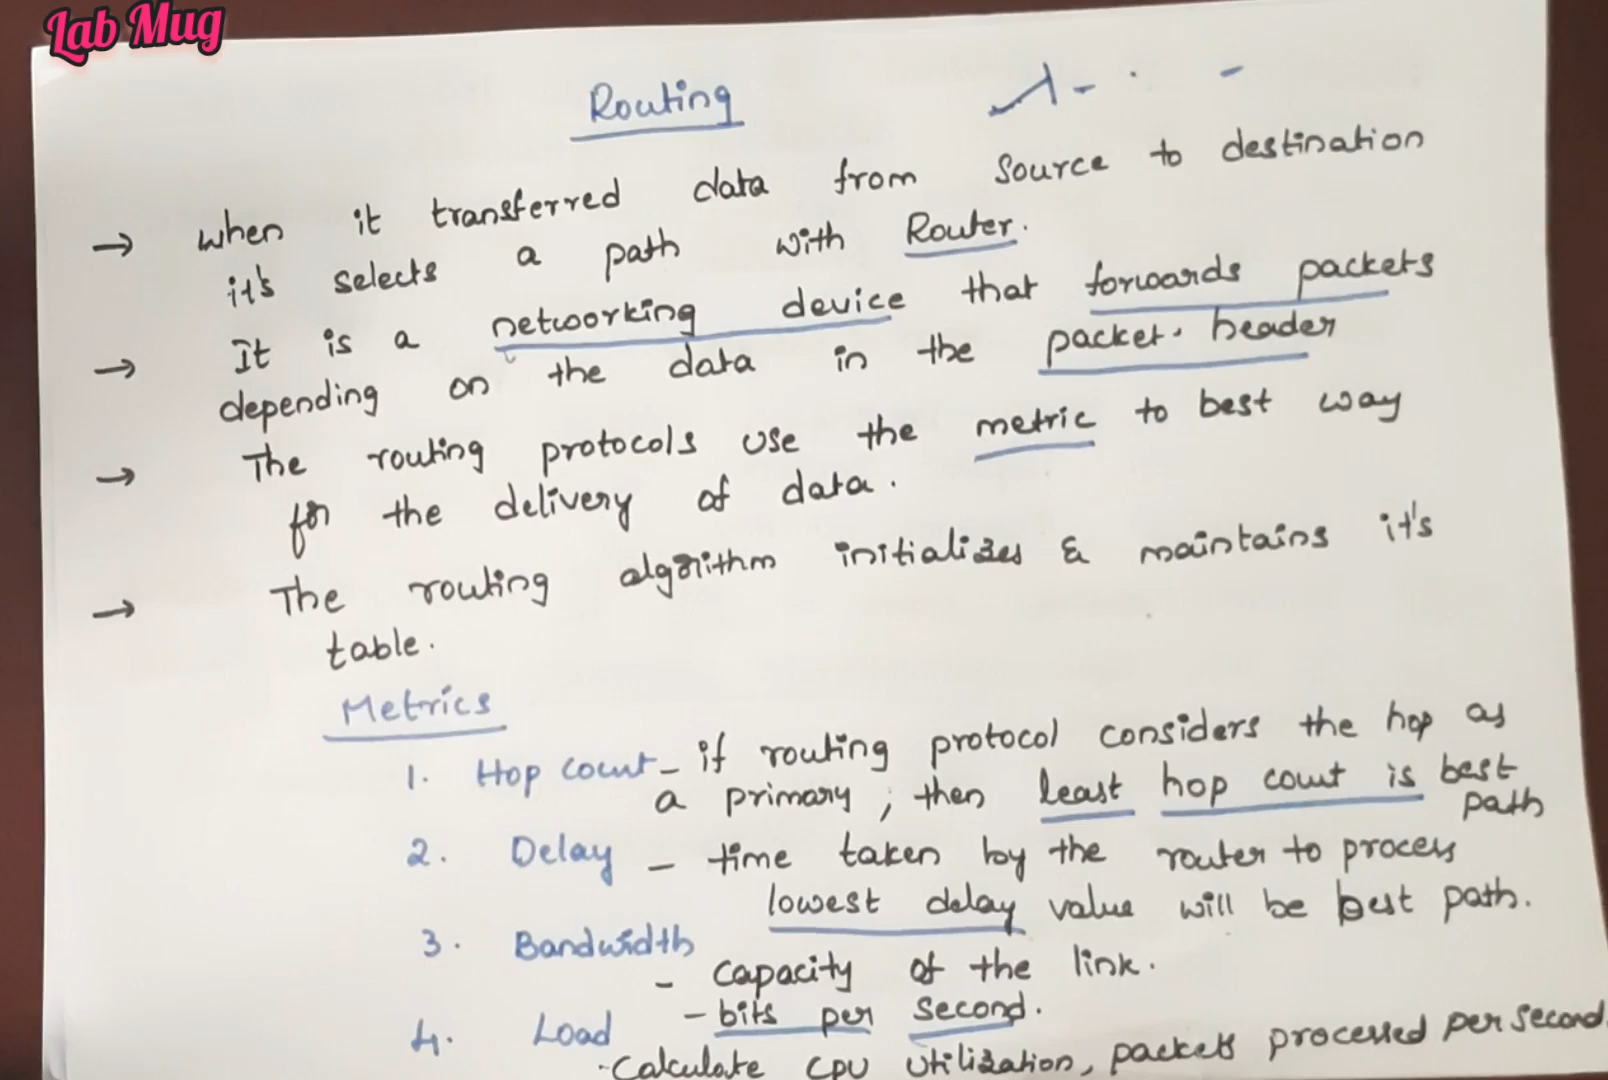 Lab Mug
Routing
→ when it transferred data from Source to destination
it's selects a path with Router.
→ It is a networking device that forwards packets
depending on the data in the packet. header
→ The routing protocols use the metric to best way
for the delivery of data.
→ The routing algorithm initializes & maintains it's
table.
Metrics
1. Hop count - if routing protocol considers the hop as
a primary, then least hop count is best
path
2. Delay - time taken by the router to process
lowest delay value will be best path.
3. Bandwidth
- capacity of the link.
- bits per second.
4. Load
- Calculate CPU utilization, packets processed per second.